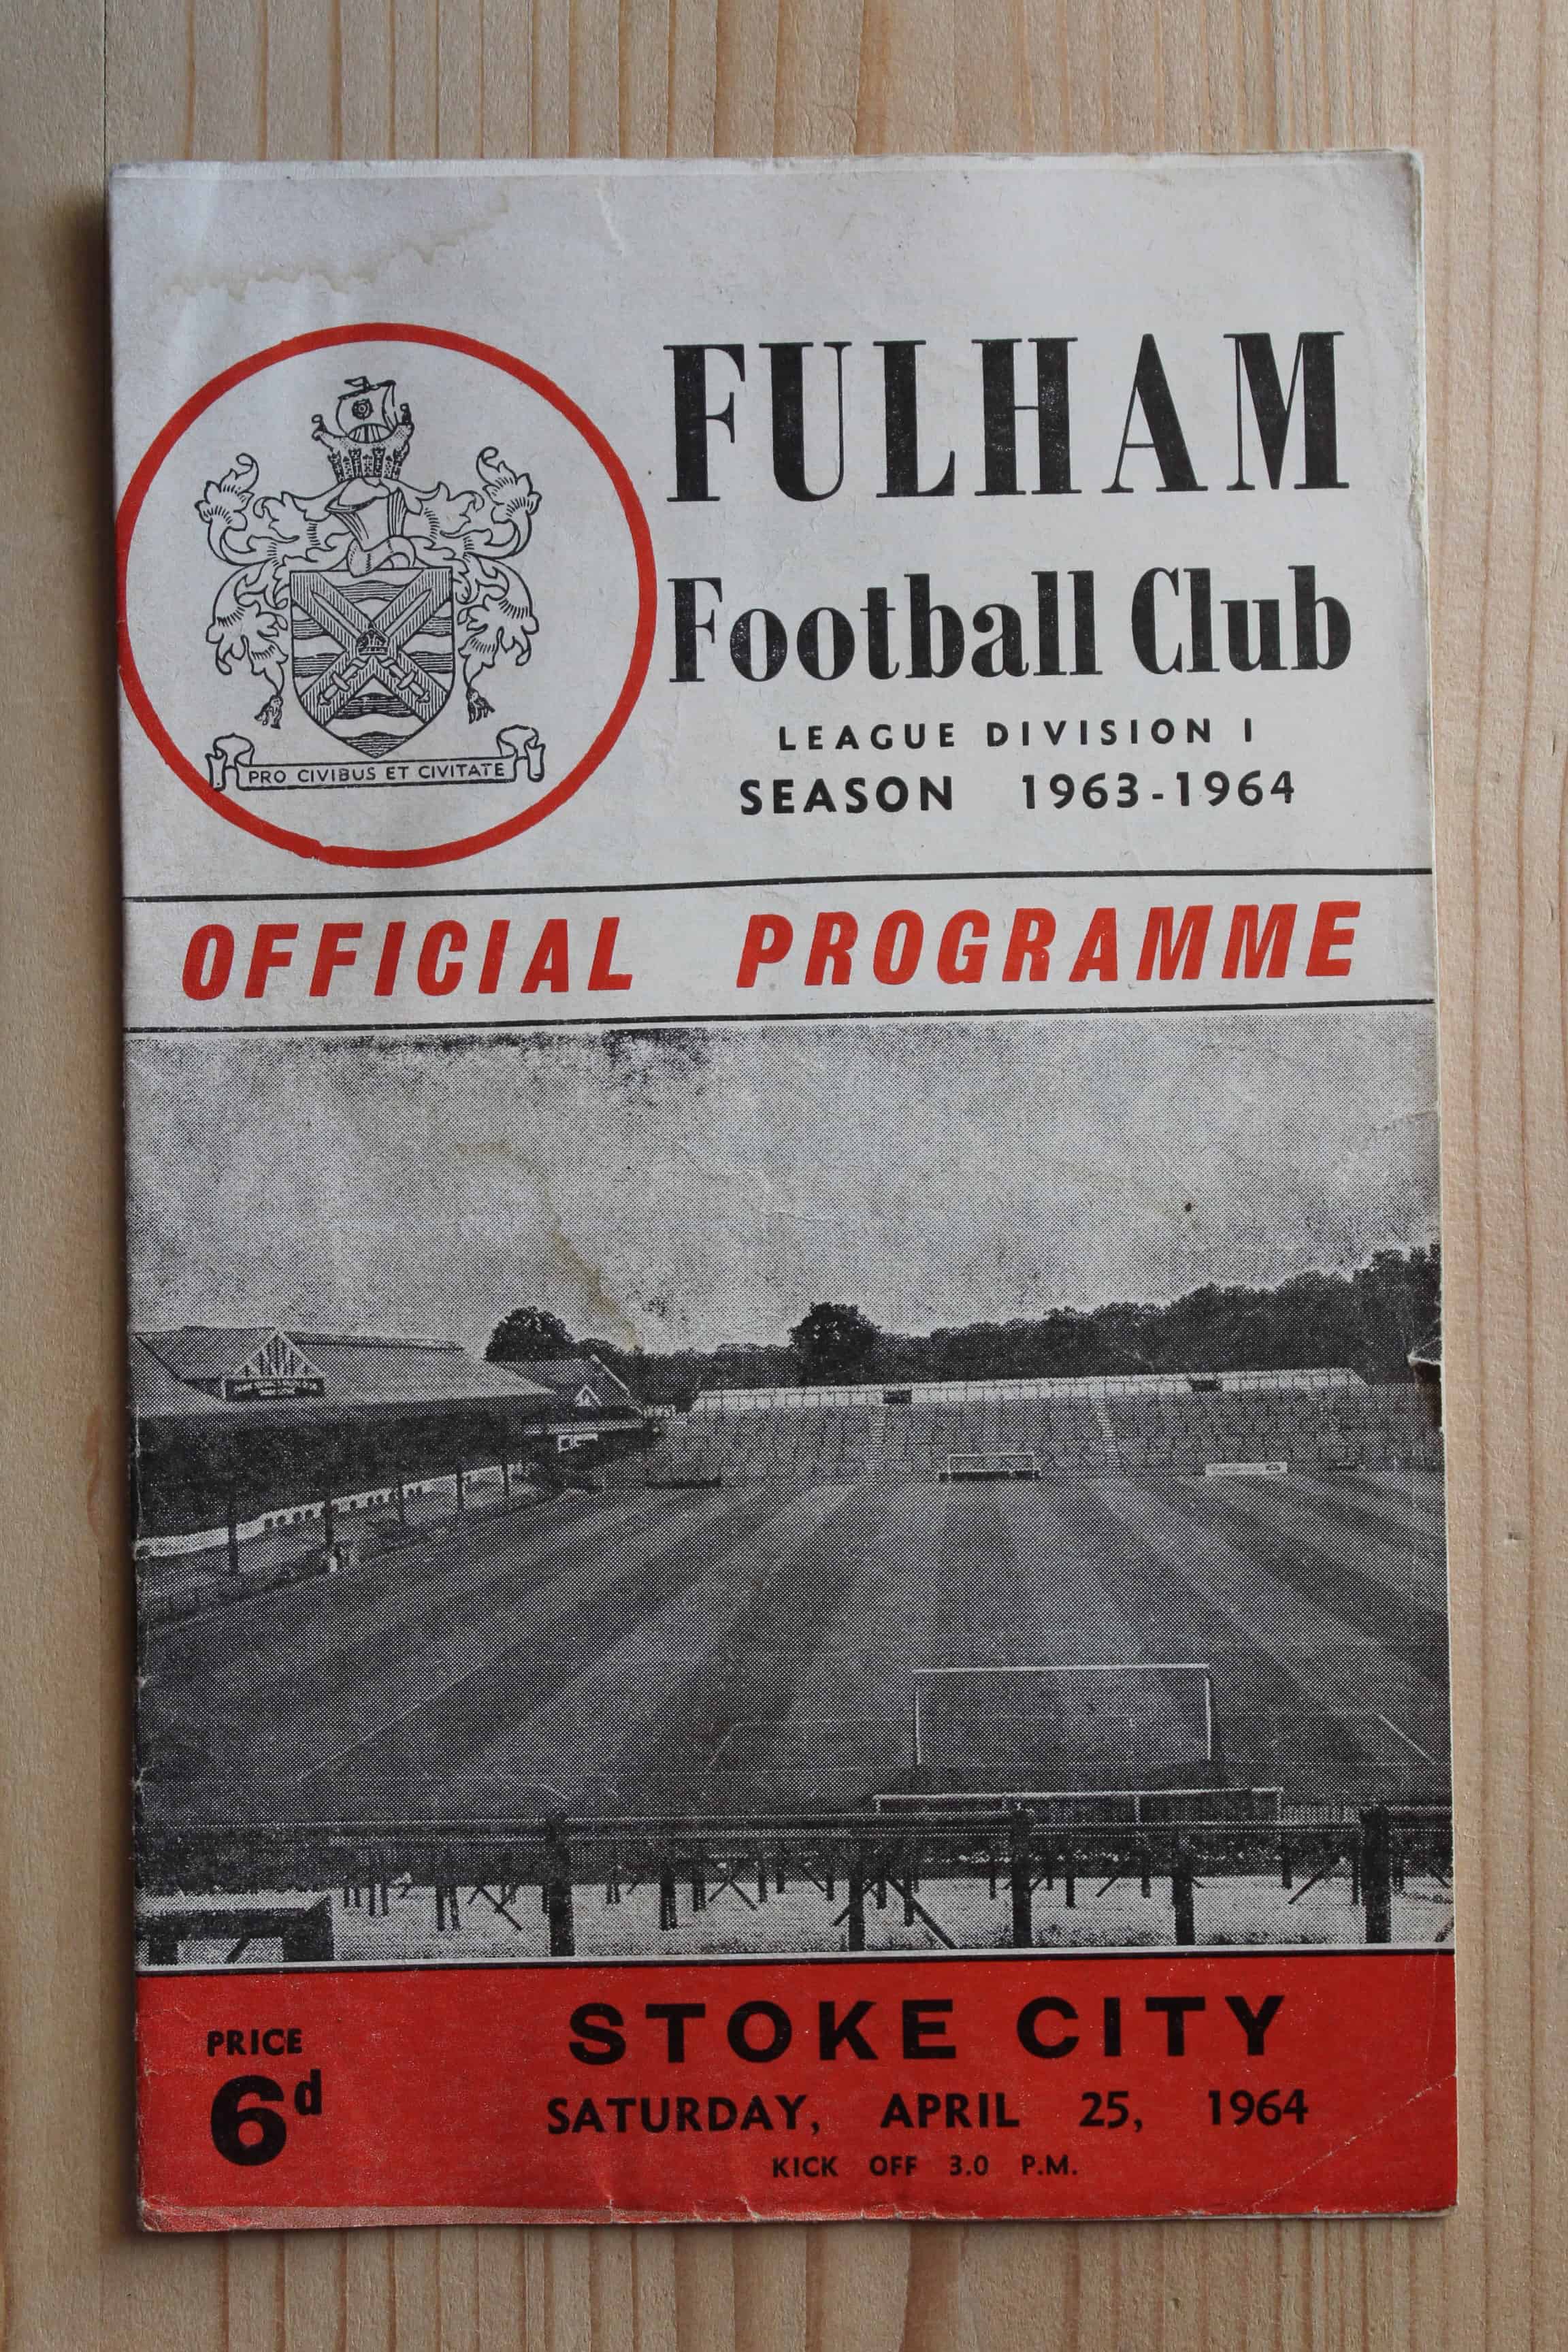 FULHAM
Football Club
LEAGUE DIVISION I
SEASON 1963-1964
PRO CIVIBUS ET CIVITATE
OFFICIAL PROGRAMME
PRICE
6d
STOKE CITY
SATURDAY, APRIL 25, 1964
KICK OFF 3.0 P.M.